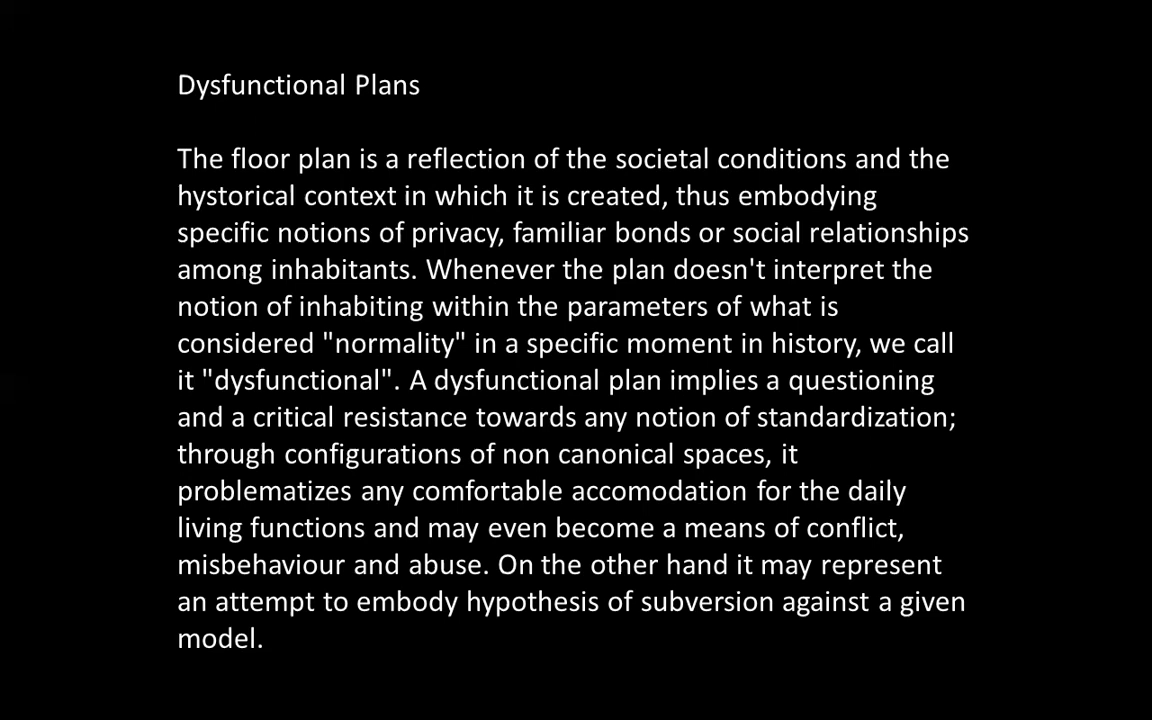 Dysfunctional Plans
The floor plan is a reflection of the societal conditions and the
hystorical context in which it is created, thus embodying
specific notions of privacy, familiar bonds or social relationships
among inhabitants. Whenever the plan doesn't interpret the
notion of inhabiting within the parameters of what is
considered "normality" in a specific moment in history, we call
it "dysfunctional". A dysfunctional plan implies a questioning
and a critical resistance towards any notion of standardization;
through configurations of non canonical spaces, it
problematizes any comfortable accomodation for the daily
living functions and may even become a means of conflict,
misbehaviour and abuse. On the other hand it may represent
an attempt to embody hypothesis of subversion against a given
model.